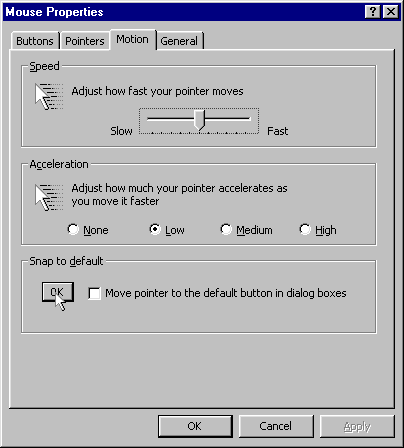 Mouse Properties
Buttons Pointers Motion General
Speed
Adjust how fast your pointer moves
Slow Fast
Acceleration
Adjust how much your pointer accelerates as
you move it faster
None Low Medium High
Snap to default
OK Move pointer to the default button in dialog boxes
OK Cancel Apply